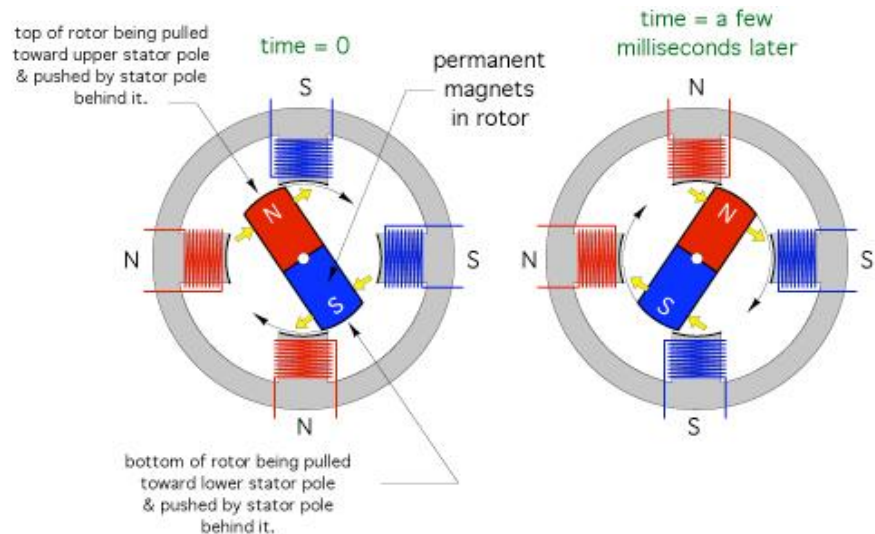 top of rotor being pulled
toward upper stator pole
& pushed by stator pole
behind it.
time = 0
permanent
magnets
in rotor
time = a few
milliseconds later
S
N
N
N
N
S
N
S
S
S
N
S
bottom of rotor being pulled
toward lower stator pole
& pushed by stator pole
behind it.